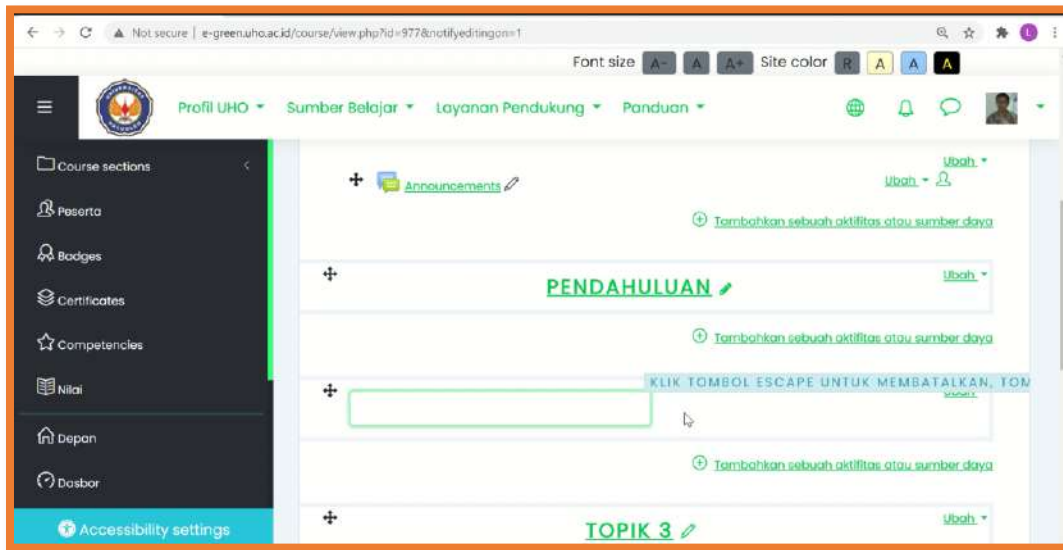 Not secure | e-green.uho.ac.id/course/view.php?id=977&notifyeditingon=1
L
Font size A- A A+ Site color R A A A
Profil UHO Sumber Belajar Layanan Pendukung Panduan
Course sections
Peserta
Badges
Certificates
Competencies
Nilai
Depan
Dasbor
Accessibility settings
Ubah
Announcements Ubah
Tambahkan sebuah aktifitas atau sumber daya
PENDAHULUAN Ubah
Tambahkan sebuah aktifitas atau sumber daya
KLIK TOMBOL ESCAPE UNTUK MEMBATALKAN, TOM
Ubah
Tambahkan sebuah aktifitas atau sumber daya
TOPIK 3 Ubah